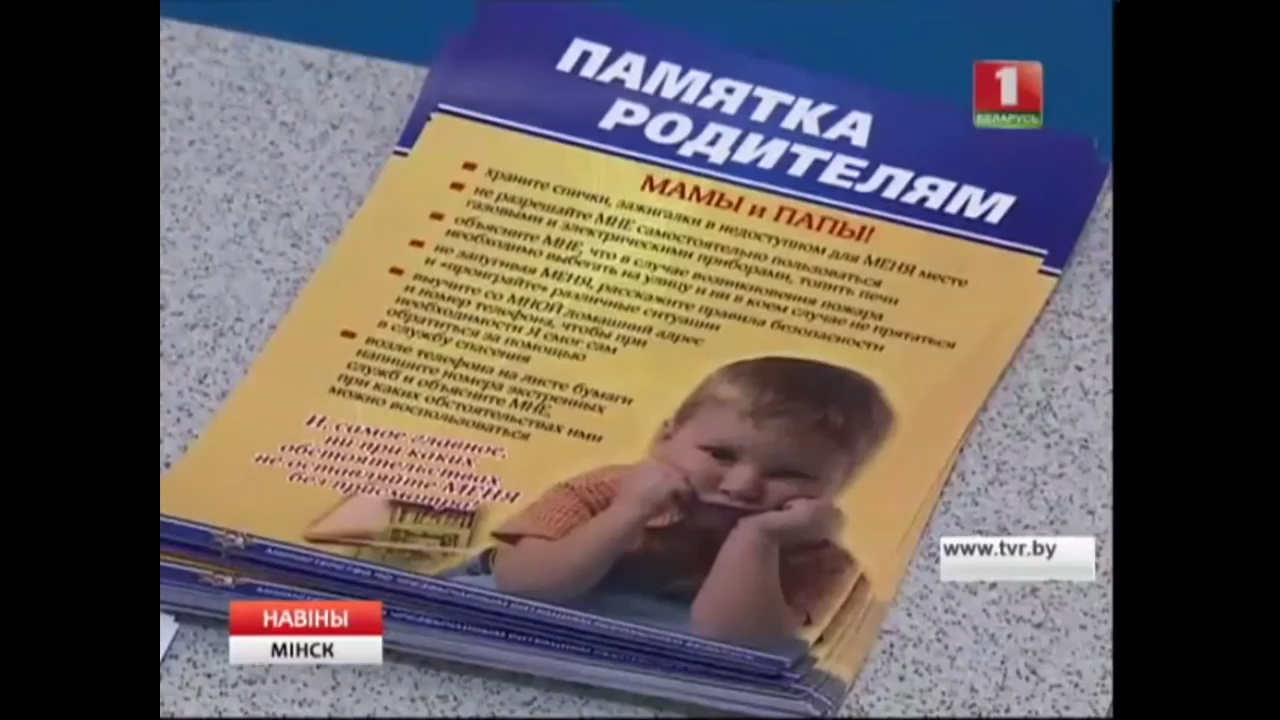 ПАМЯТКА
РОДИТЕЛЯМ
1
БЕЛАРУСЬ
МАМЫ и ПАПЫ!
храните спички, зажигалки в недоступном для МЕНЯ месте
не разрешайте МНЕ самостоятельно пользоваться
газовыми и электрическими приборами, топить печи
объясните МНЕ, что в случае возникновения пожара
необходимо выбегать на улицу и ни в коем случае не прятаться
не запугивая МЕНЯ, расскажите правила безопасности
и «проиграйте» различные ситуации
выучите со МНОЙ домашний адрес
и номер телефона, чтобы при
необходимости Я смог сам
обратиться за помощью
в службу спасения
возле телефона на листе бумаги
напишите номера экстренных
служб и объясните МНЕ,
при каких обстоятельствах ими
можно воспользоваться
И, самое главное,
ни при каких
обстоятельствах
не оставляйте МЕНЯ
без присмотра!
www.tvr.by
НАВІНЫ
МІНСК